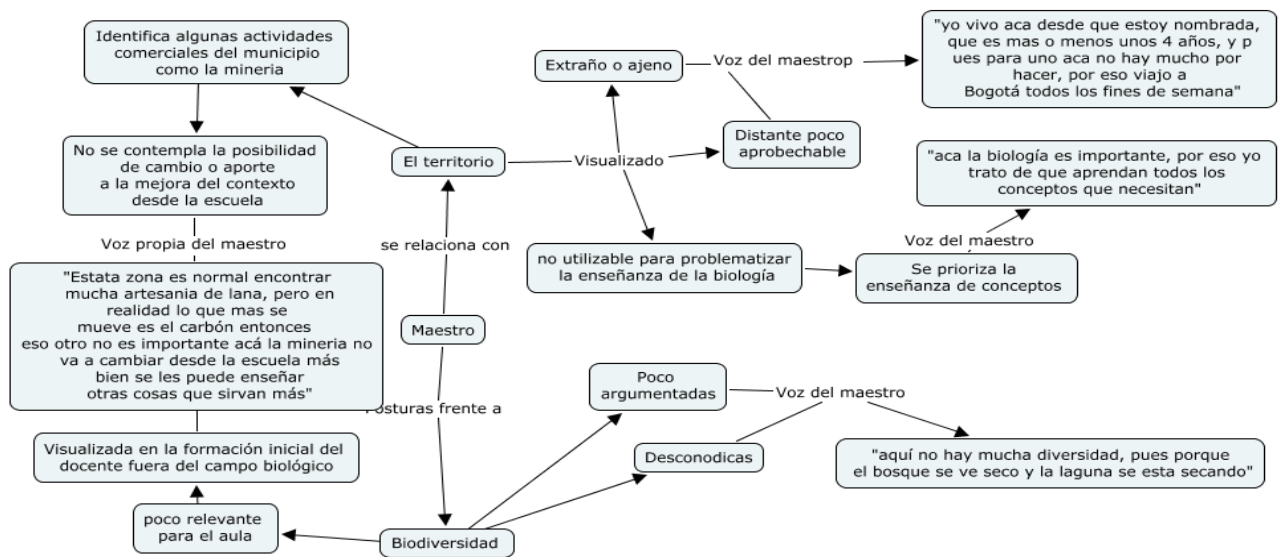 Identifica algunas actividades
comerciales del municipio
como la mineria
No se contempla la posibilidad
de cambio o aporte
a la mejora del contexto
desde la escuela
Voz propia del maestro
"Estata zona es normal encontrar
mucha artesania de lana, pero en
realidad lo que mas se
mueve es el carbón entonces
eso otro no es importante acá la mineria no
va a cambiar desde la escuela más
bien se les puede enseñar
otras cosas que sirvan más"
Visualizada en la formación inicial del
docente fuera del campo biológico
poco relevante
para el aula
El territorio
se relaciona con
Maestro
frente a
Biodiversidad
Visualizado
Extraño o ajeno
Voz del maestrop
"yo vivo aca desde que estoy nombrada,
que es mas o menos unos 4 años, y p
ues para uno aca no hay mucho por
hacer, por eso viajo a
Bogotá todos los fines de semana"
Distante poco
aprobechable
no utilizable para problematizar
la enseñanza de la biología
Se prioriza la
enseñanza de conceptos
Voz del maestro
"aca la biología es importante, por eso yo
trato de que aprendan todos los
conceptos que necesitan"
Poco
argumentadas
Desconodicas
Voz del maestro
"aquí no hay mucha diversidad, pues porque
el bosque se ve seco y la laguna se esta secando"